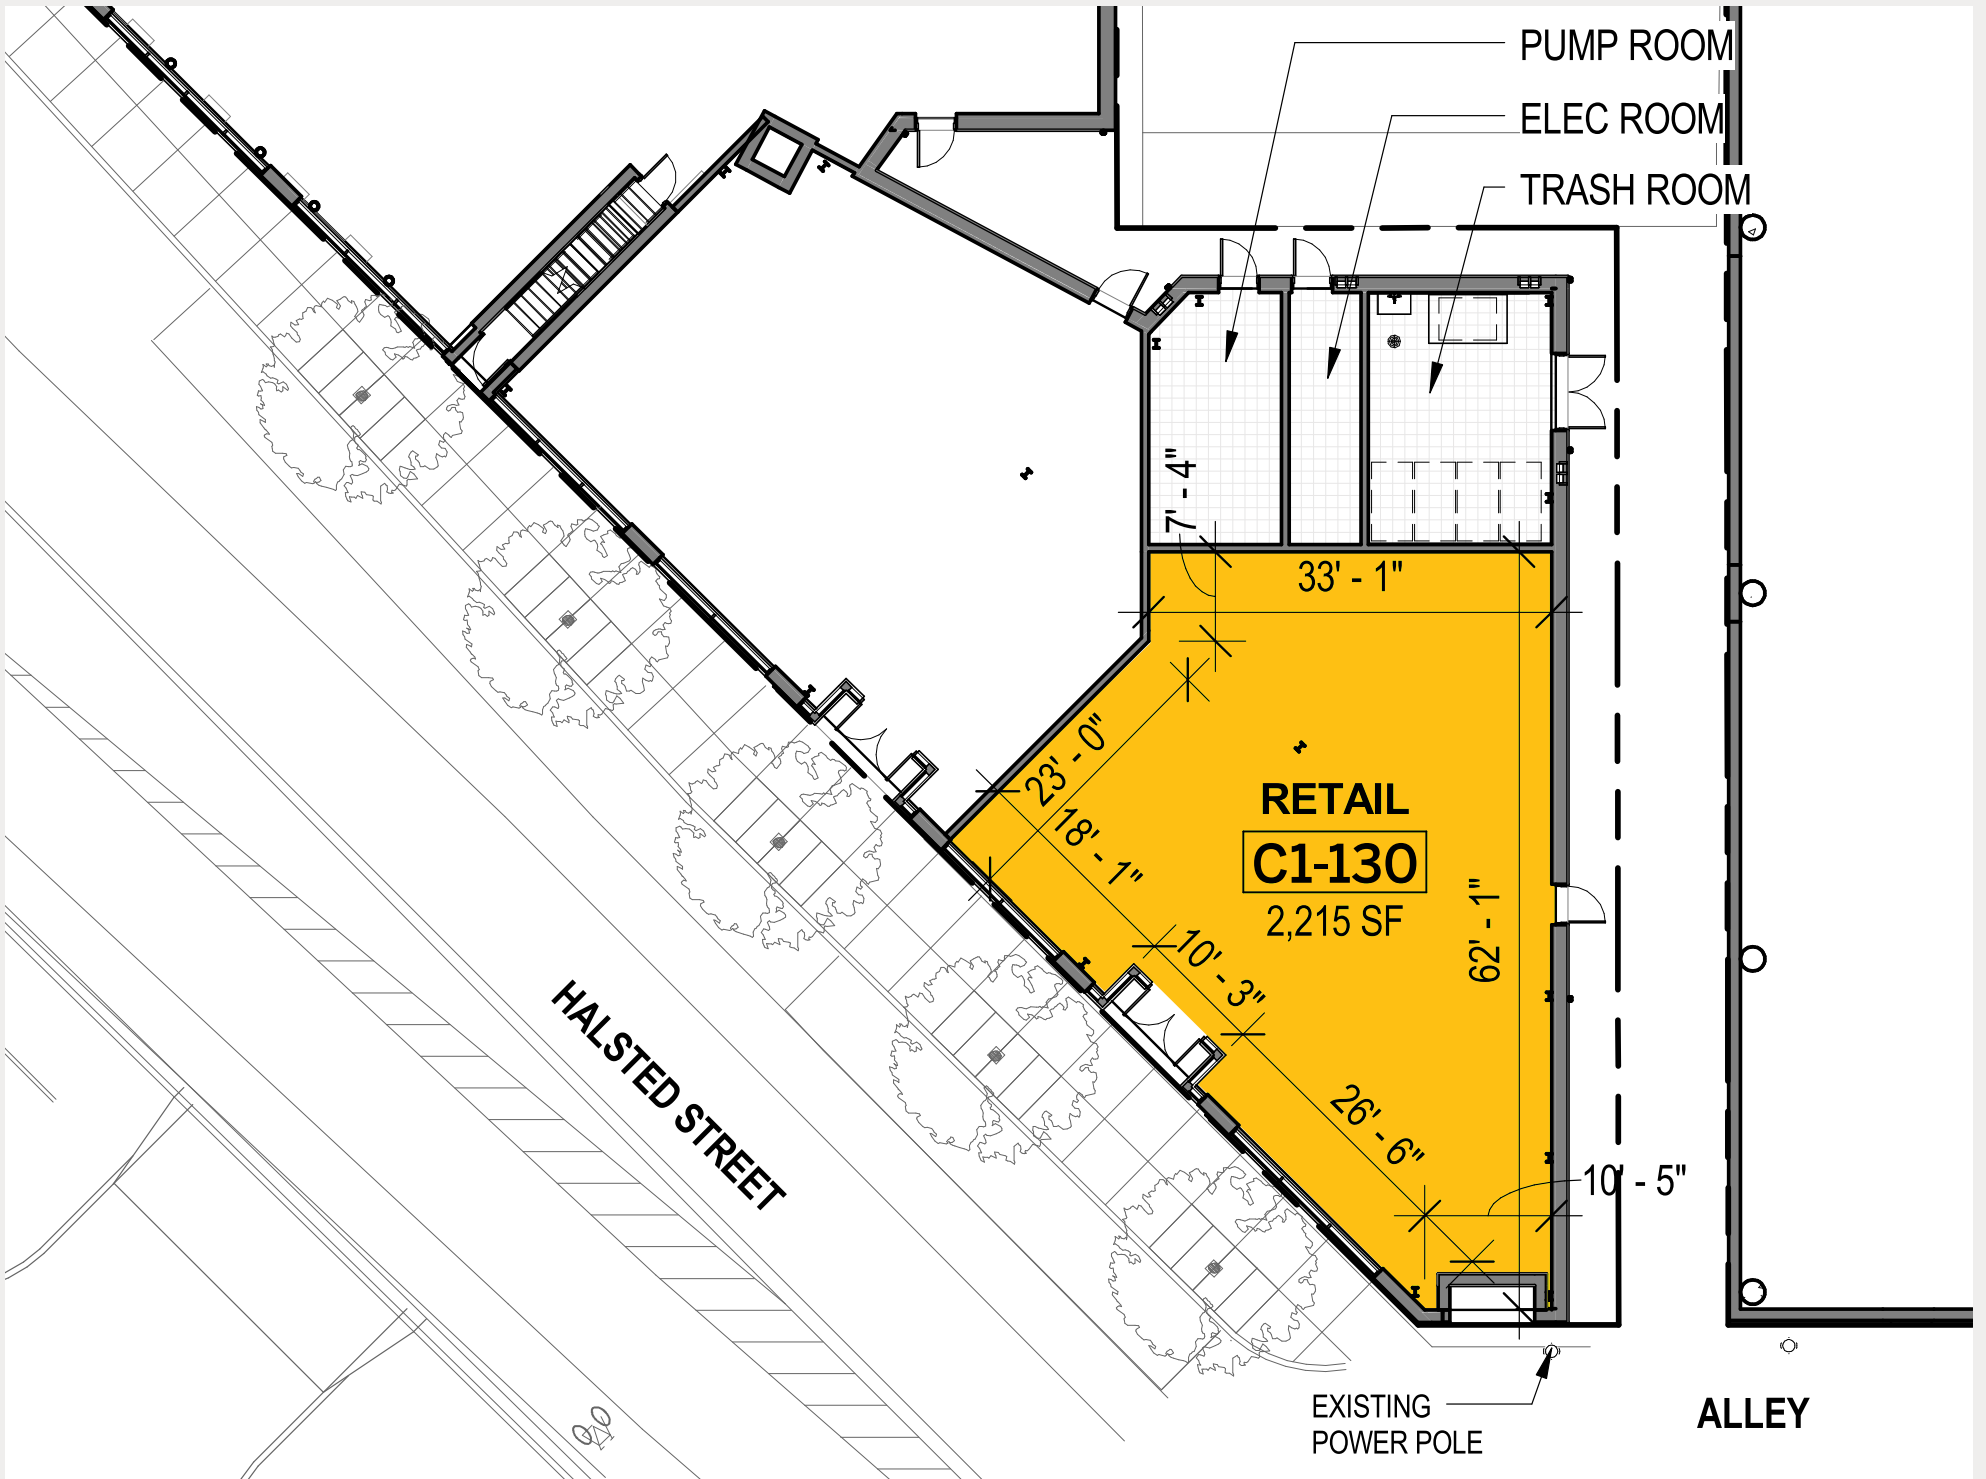 PUMP ROOM
ELEC ROOM
TRASH ROOM
7' - 4"
33' - 1"
23' - 0"
18' - 1"
RETAIL
C1-130
2,215 SF
62' - 1"
10' - 3"
26' - 6"
10' - 5"
HALSTED STREET
EXISTING
POWER POLE
ALLEY